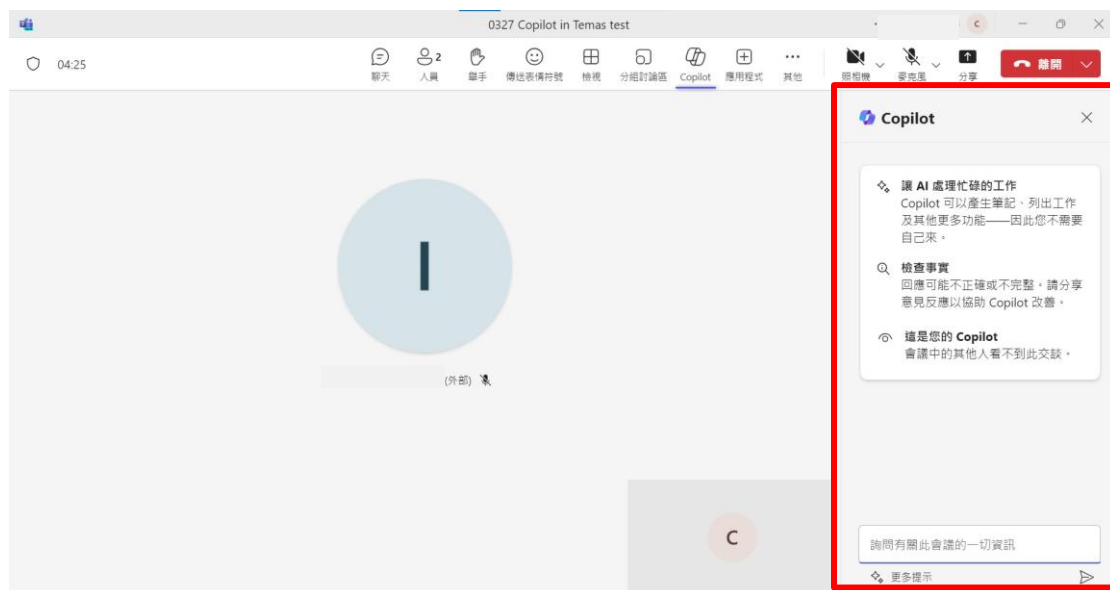 0327 Copilot in Temas test
C
04:25
聊天
2
人員
舉手
傳送表情符號
檢視
分組討論區
Copilot
應用程式
其他
照相機
麥克風
分享
離開
Copilot
讓 AI 處理忙碌的工作
Copilot 可以產生筆記、列出工作
及其他更多功能——因此您不需要
自己來。
檢查事實
回應可能不正確或不完整。請分享
意見反應以協助 Copilot 改善。
這是您的 Copilot
會議中的其他人看不到此交談。
I
(外部)
C
詢問有關此會議的一切資訊
更多提示